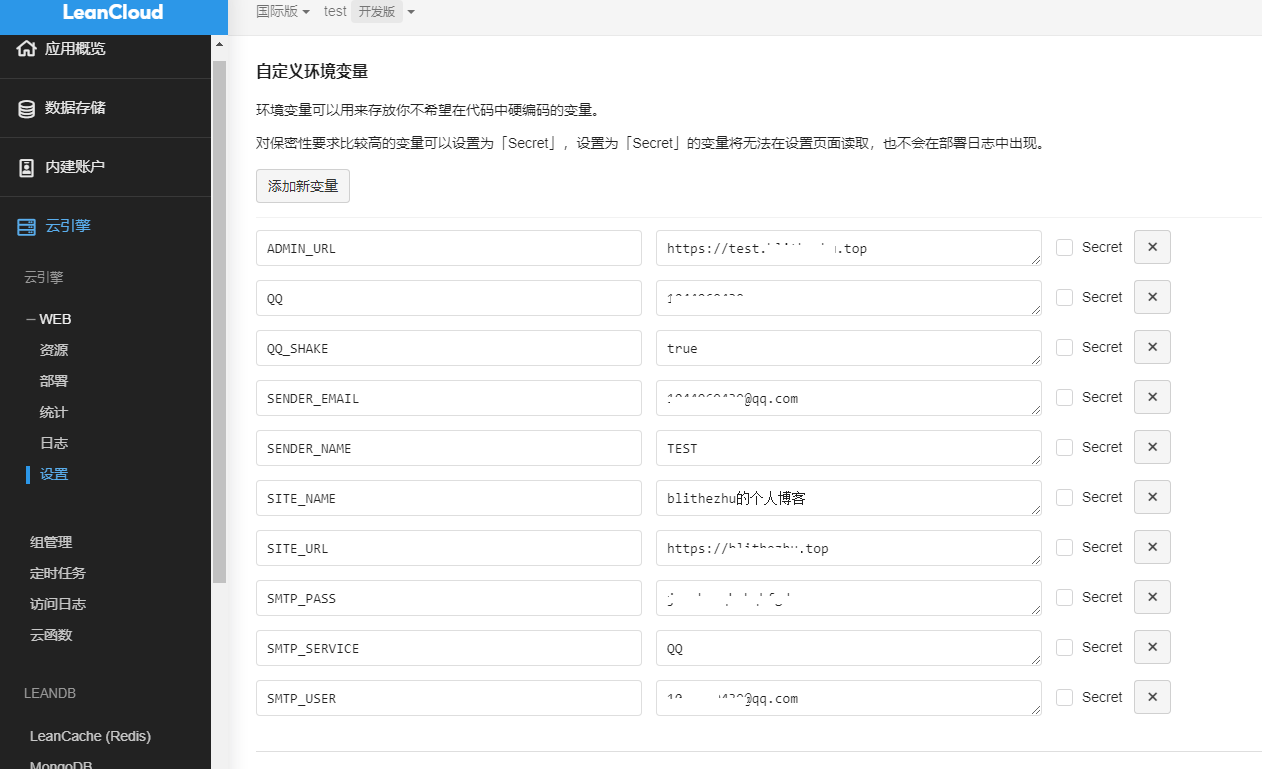 LeanCloud
国际版 test 开发版
应用概览
数据存储
内建账户
云引擎
云引擎
WEB
资源
部署
统计
日志
设置
组管理
定时任务
访问日志
云函数
LEANDB
LeanCache (Redis)
MongoDB
自定义环境变量
环境变量可以用来存放你不希望在代码中硬编码的变量。
对保密性要求比较高的变量可以设置为「Secret」,设置为「Secret」的变量将无法在设置页面读取,也不会在部署日志中出现。
添加新变量
ADMIN_URL https://test. .top Secret
QQ Secret
QQ_SHAKE true Secret
SENDER_EMAIL @qq.com Secret
SENDER_NAME TEST Secret
SITE_NAME blithezhu的个人博客 Secret
SITE_URL https:// .top Secret
SMTP_PASS Secret
SMTP_SERVICE QQ Secret
SMTP_USER @qq.com Secret